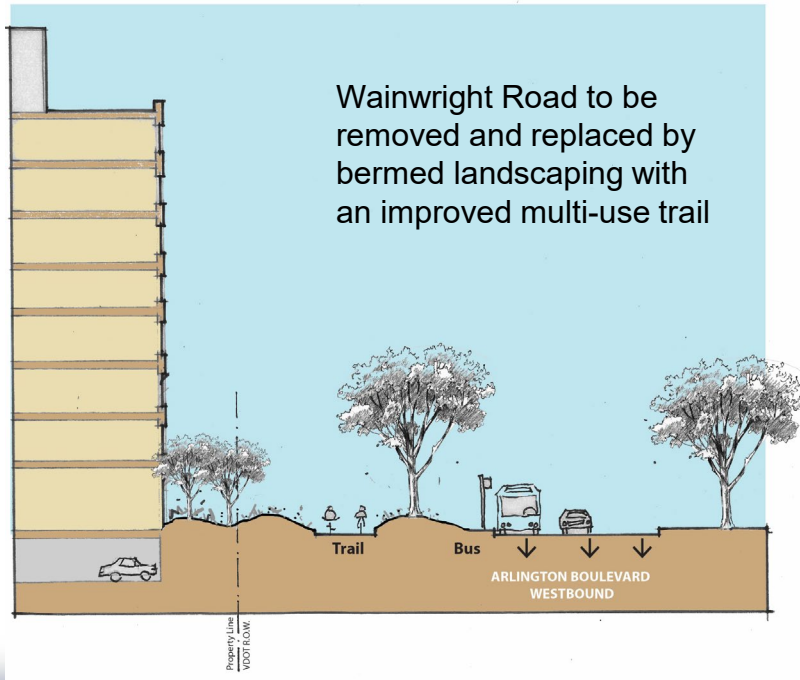 Wainwright Road to be
removed and replaced by
bermed landscaping with
an improved multi-use trail
Trail
Bus
ARLINGTON BOULEVARD
WESTBOUND
Property Line
VDOT R.O.W.